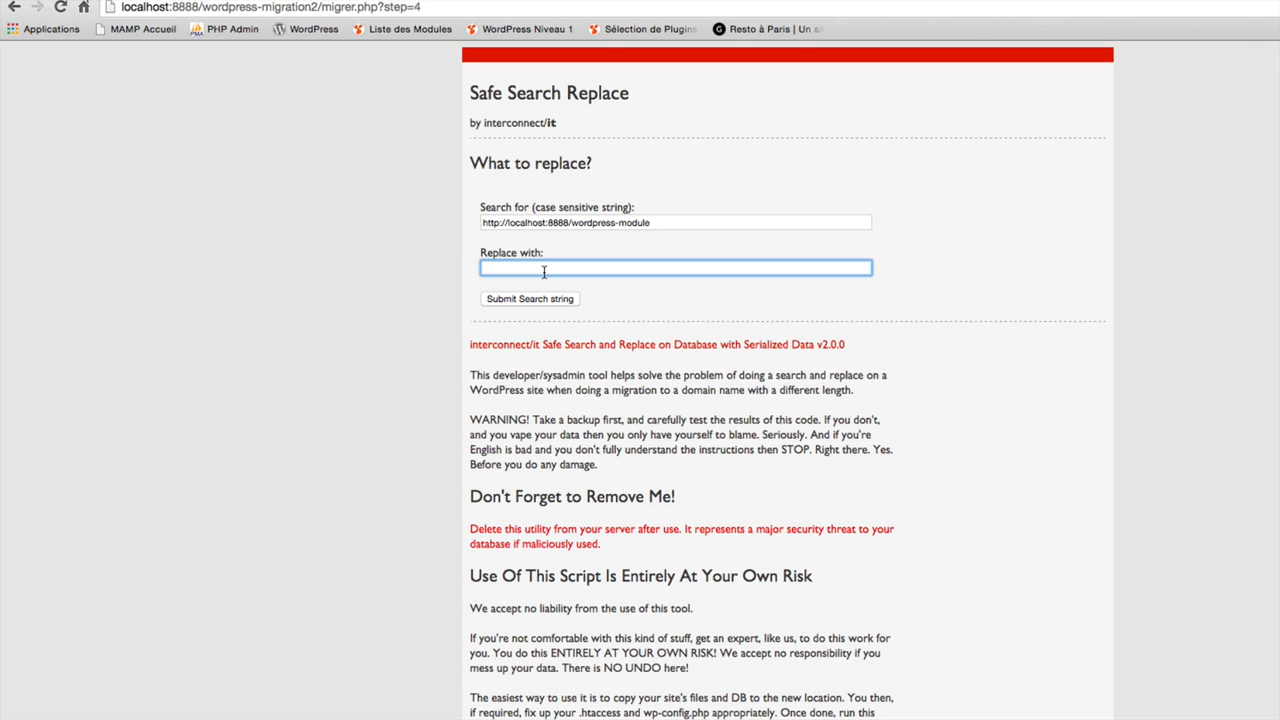 localhost:8888/wordpress-migration2/migrer.php?step=4
Applications MAMP Accueil PHP Admin WordPress Liste des Modules WordPress Niveau 1 Sélection de Plugins Resto à Paris | Un si
Safe Search Replace
by interconnect/it
What to replace?
Search for (case sensitive string):
http://localhost:8888/wordpress-module
Replace with:
Submit Search string
interconnect/it Safe Search and Replace on Database with Serialized Data v2.0.0
This developer/sysadmin tool helps solve the problem of doing a search and replace on a
WordPress site when doing a migration to a domain name with a different length.
WARNING! Take a backup first, and carefully test the results of this code. If you don't,
and you vape your data then you only have yourself to blame. Seriously. And if you're
English is bad and you don't fully understand the instructions then STOP. Right there. Yes.
Before you do any damage.
Don't Forget to Remove Me!
Delete this utility from your server after use. It represents a major security threat to your
database if maliciously used.
Use Of This Script Is Entirely At Your Own Risk
We accept no liability from the use of this tool.
If you're not comfortable with this kind of stuff, get an expert, like us, to do this work for
you. You do this ENTIRELY AT YOUR OWN RISK! We accept no responsibility if you
mess up your data. There is NO UNDO here!
The easiest way to use it is to copy your site's files and DB to the new location. You then,
if required, fix up your .htaccess and wp-config.php appropriately. Once done, run this